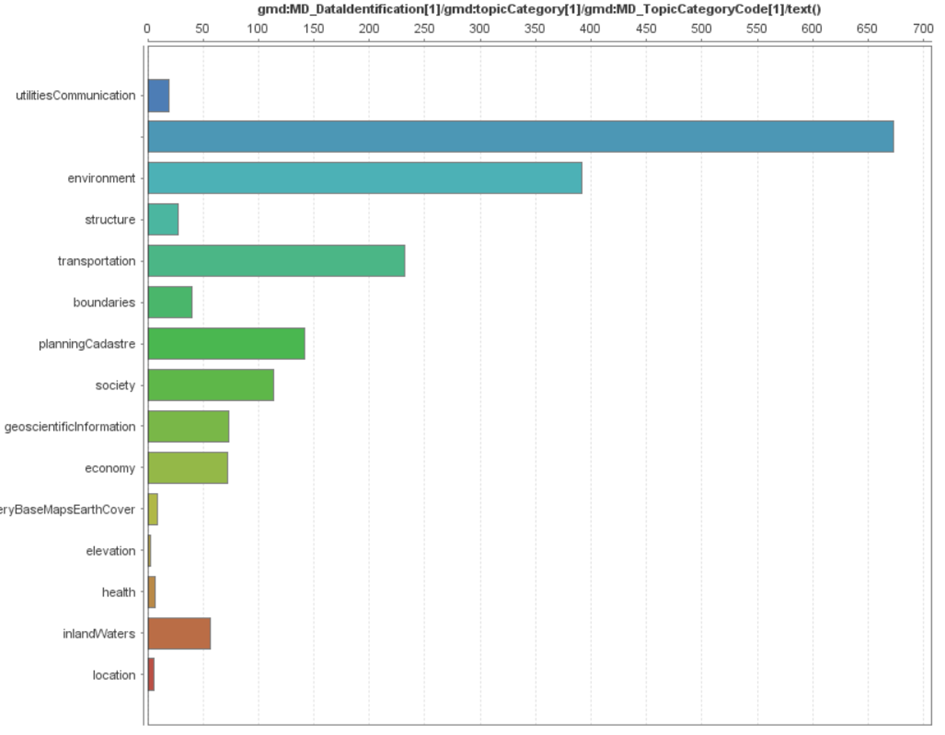 gmd:MD_DataIdentification[1]/gmd:topicCategory[1]/gmd:MD_TopicCategoryCode[1]/text()
0 50 100 150 200 250 300 350 400 450 500 550 600 650 700
utilitiesCommunication
environment
structure
transportation
boundaries
planningCadastre
society
geoscientificInformation
economy
eryBaseMapsEarthCover
elevation
health
inlandWaters
location